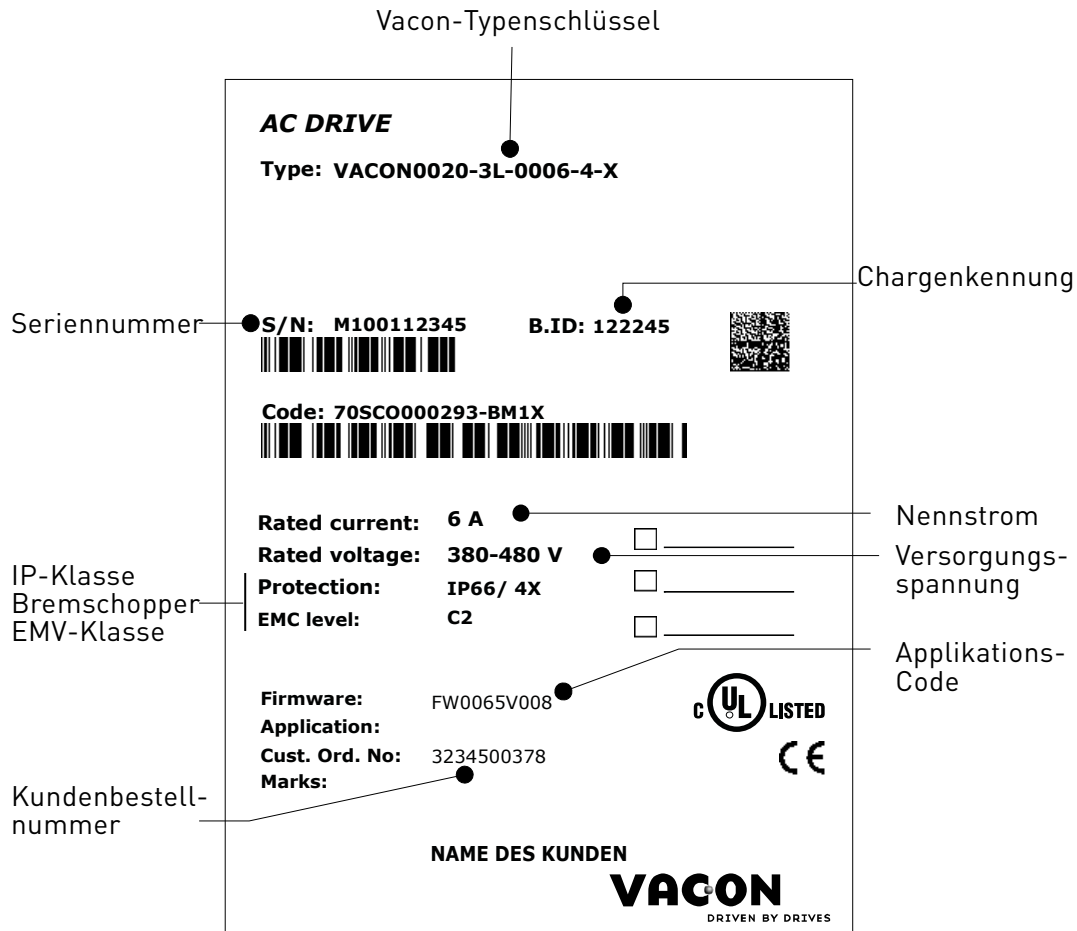 Vacon-Typenschlüssel
AC DRIVE
Type: VACON0020-3L-0006-4-X
Chargenkennung
Seriennummer
S/N: M100112345 B.ID: 122245
Code: 70SCO000293-BM1X
Rated current: 6 A
Nennstrom
Rated voltage: 380-480 V
Versorgungs-
spannung
IP-Klasse
Bremschopper
EMV-Klasse
Protection: IP66/ 4X
EMC level: C2
Applikations-
Code
Firmware: FW0065V008
Application:
Cust. Ord. No: 3234500378
Marks:
C UL LISTED
CE
Kundenbestell-
nummer
NAME DES KUNDEN
VACON
DRIVEN BY DRIVES